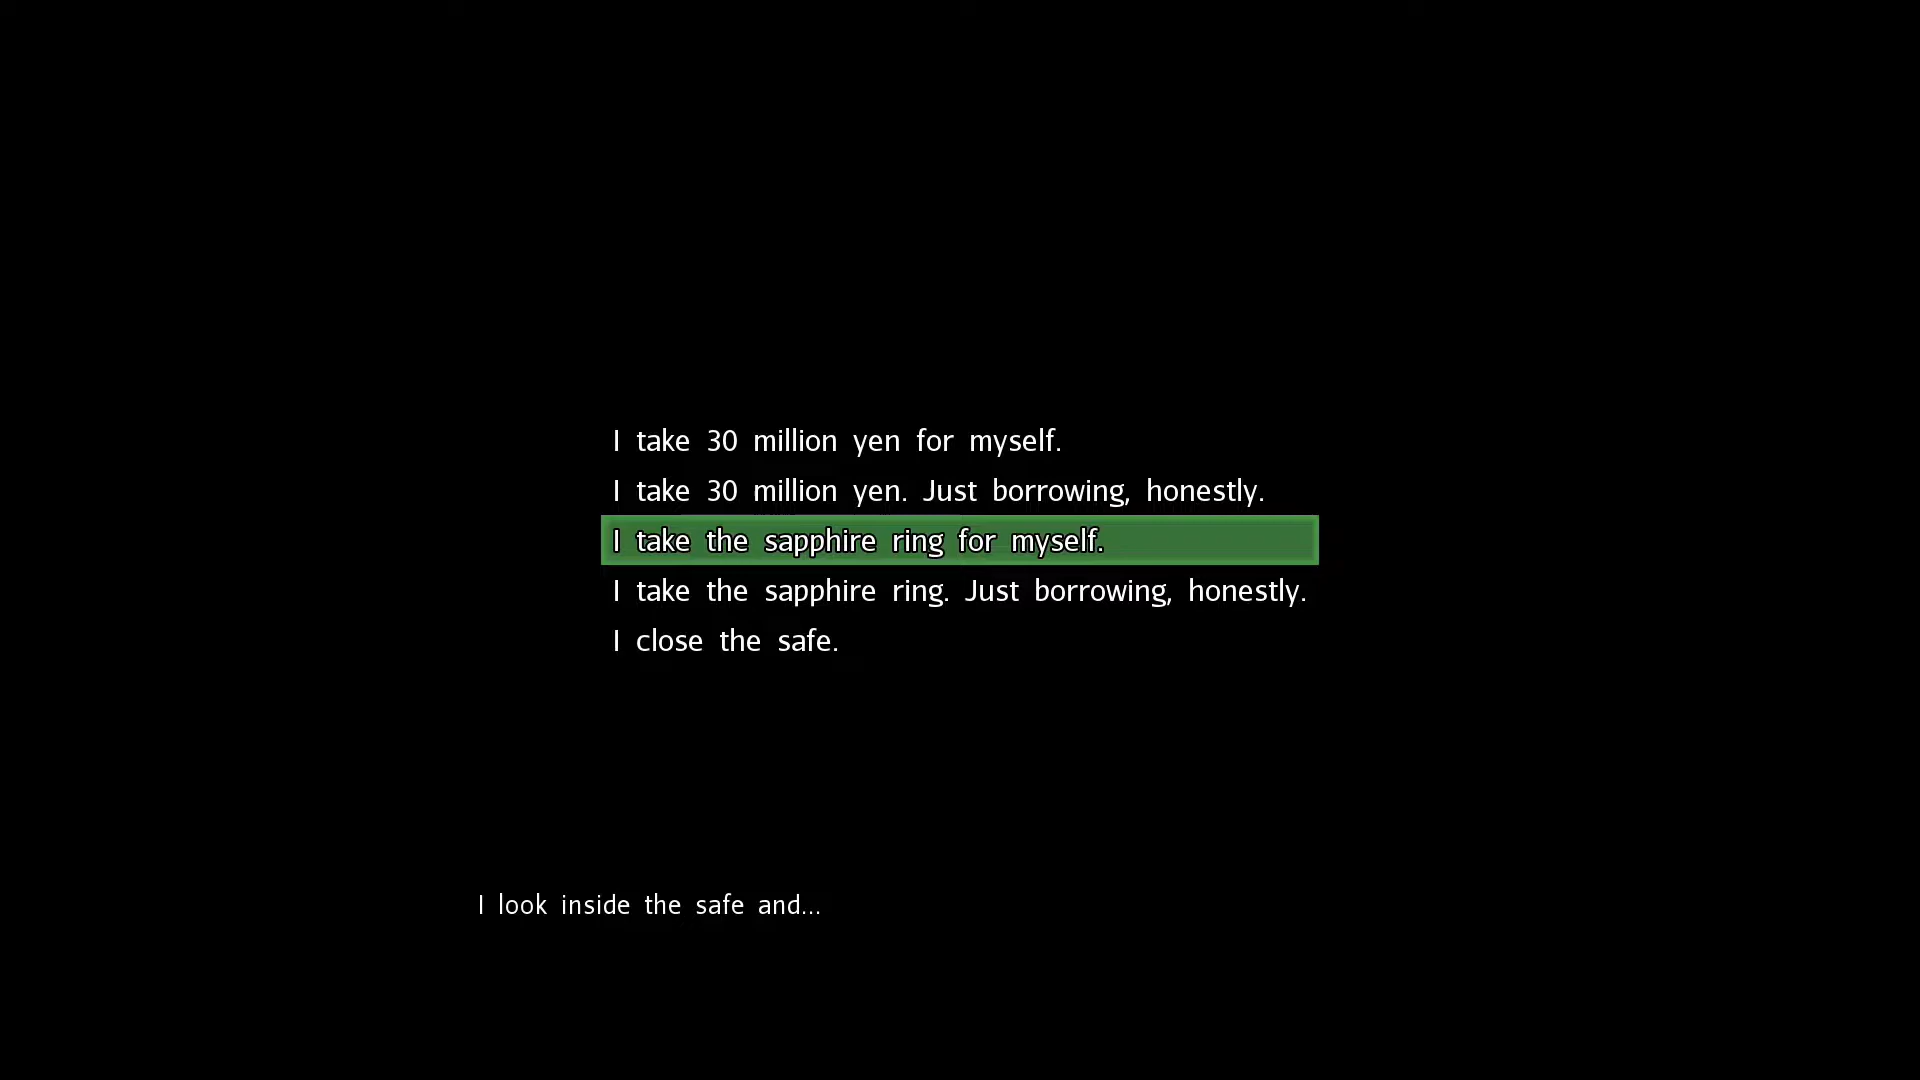 I take 30 million yen for myself.
I take 30 million yen. Just borrowing, honestly.
I take the sapphire ring for myself.
I take the sapphire ring. Just borrowing, honestly.
I close the safe.
I look inside the safe and...